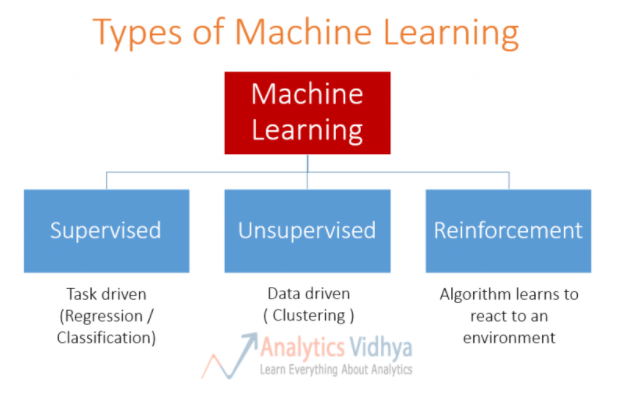 Types of Machine Learning
Machine
Learning
Supervised
Unsupervised
Reinforcement
Task driven
(Regression /
Classification)
Data driven
( Clustering )
Algorithm learns to
react to an
environment
Analytics Vidhya
Learn Everything About Analytics